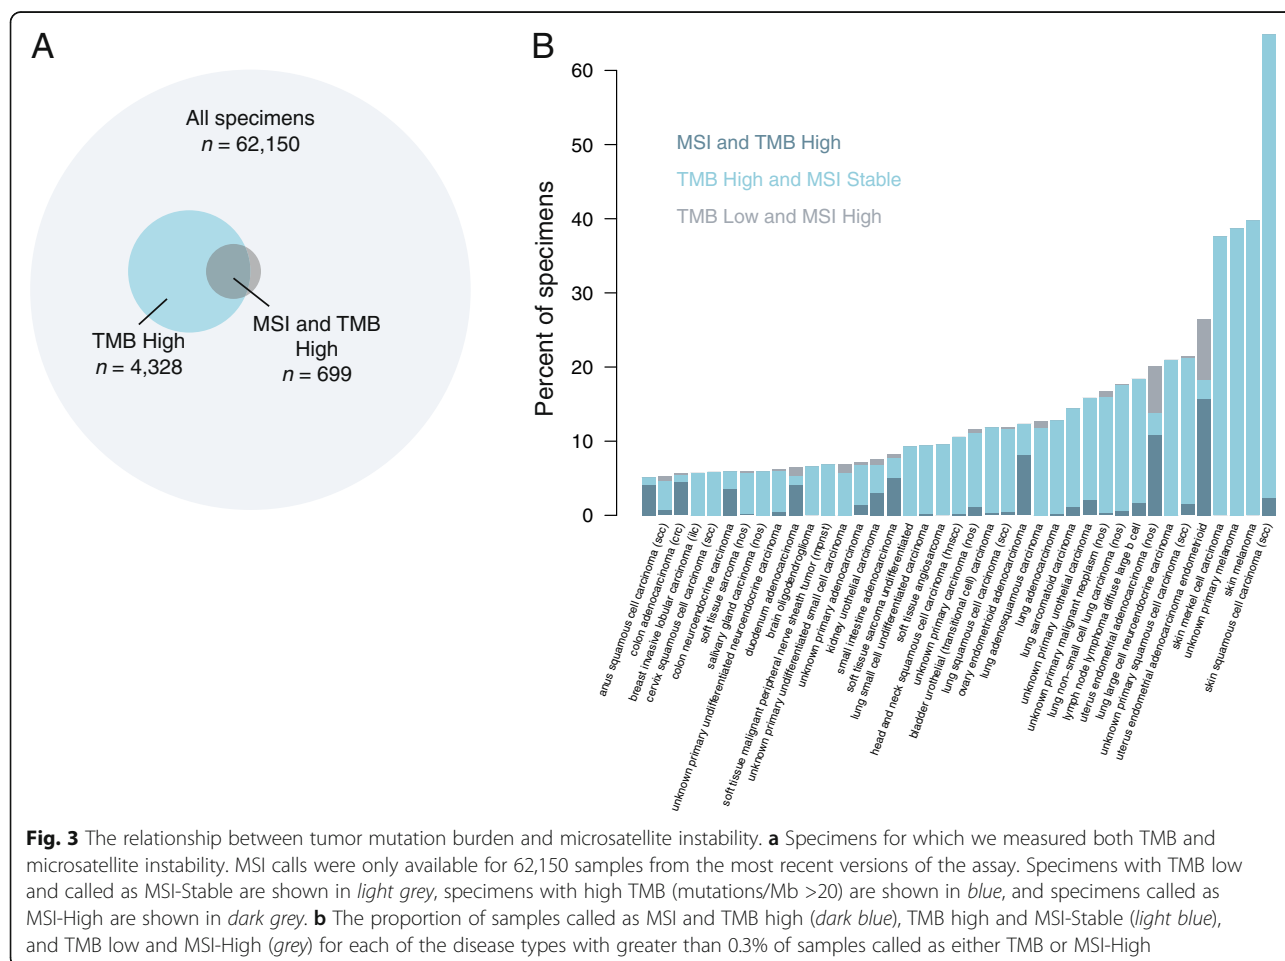 A
All specimens
n = 62,150
TMB High
n = 4,328
MSI and TMB
High
n = 699
B
Percent of specimens
60
50
40
30
20
10
0
MSI and TMB High
TMB High and MSI Stable
TMB Low and MSI High
anus squamous cell carcinoma (scc)
colon adenocarcinoma (crc)
breast invasive lobular carcinoma (ilc)
cervix squamous cell carcinoma (scc)
colon neuroendocrine carcinoma
soft tissue sarcoma (nos)
salivary gland carcinoma (nos)
unknown primary undifferentiated neuroendocrine carcinoma
duodenum adenocarcinoma
brain oligodendroglioma
soft tissue malignant peripheral nerve sheath tumor (mpnst)
unknown primary undifferentiated small cell carcinoma
unknown primary adenocarcinoma
kidney urothelial carcinoma
small intestine adenocarcinoma
soft tissue sarcoma undifferentiated
lung small cell undifferentiated carcinoma
soft tissue angiosarcoma
head and neck squamous cell carcinoma (hnscc)
unknown primary carcinoma (nos)
bladder urothelial (transitional cell) carcinoma
lung squamous cell carcinoma (scc)
ovary endometrioid adenocarcinoma
lung adenosquamous carcinoma
lung adenocarcinoma
lung sarcomatoid carcinoma
unknown primary urothelial carcinoma
unknown primary malignant neoplasm (nos)
lung non-small cell lung carcinoma (nos)
lymph node lymphoma diffuse large b cell
uterus endometrial adenocarcinoma (nos)
lung large cell neuroendocrine carcinoma
unknown primary squamous cell carcinoma (scc)
uterus endometrial adenocarcinoma endometrioid
skin merkel cell carcinoma
unknown primary melanoma
skin melanoma
skin squamous cell carcinoma (scc)
Fig. 3 The relationship between tumor mutation burden and microsatellite instability. a Specimens for which we measured both TMB and
microsatellite instability. MSI calls were only available for 62,150 samples from the most recent versions of the assay. Specimens with TMB low
and called as MSI-Stable are shown in light grey, specimens with high TMB (mutations/Mb >20) are shown in blue, and specimens called as
MSI-High are shown in dark grey. b The proportion of samples called as MSI and TMB high (dark blue), TMB high and MSI-Stable (light blue),
and TMB low and MSI-High (grey) for each of the disease types with greater than 0.3% of samples called as either TMB or MSI-High